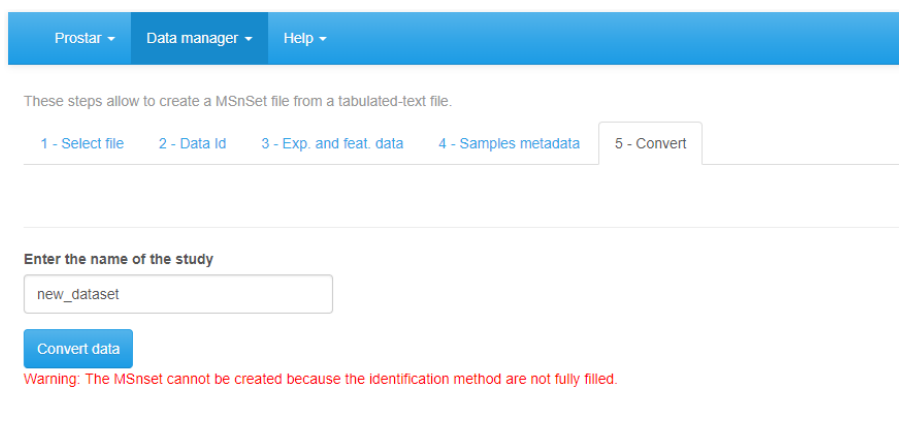 Prostar Data manager Help
These steps allow to create a MSnSet file from a tabulated-text file.
1 - Select file 2 - Data Id 3 - Exp. and feat. data 4 - Samples metadata 5 - Convert
Enter the name of the study
new_dataset
Convert data
Warning: The MSnset cannot be created because the identification method are not fully filled.